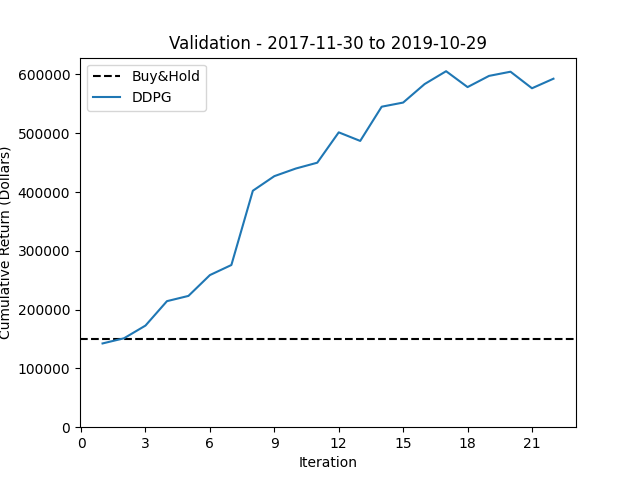 Validation - 2017-11-30 to 2019-10-29
Buy&Hold
DDPG
Cumulative Return (Dollars)
600000
500000
400000
300000
200000
100000
0
0 3 6 9 12 15 18 21
Iteration